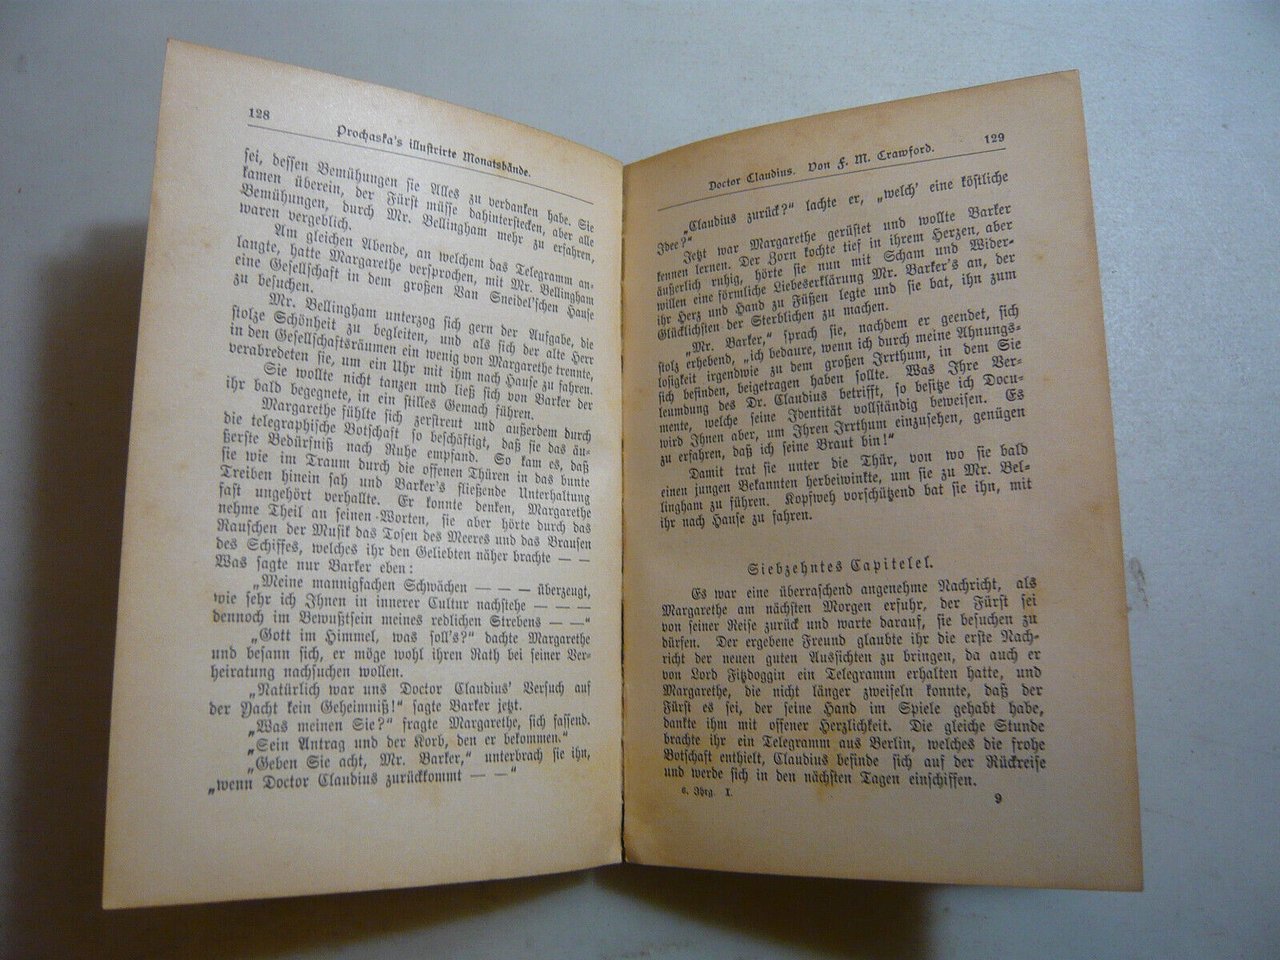 128
Prochaska's illustrirte Monatsbände.
sei, dessen Bemühungen sie Alles zu verdanken habe. Sie
kamen überein, der Fürst müsse dahinterstecken, aber alle
Bemühungen, durch Mr. Bellingham mehr zu erfahren,
waren vergeblich.
Am gleichen Abende, an welchem das Telegramm an-
langte, hatte Margarethe versprochen, mit Mr. Bellingham
eine Gesellschaft in dem großen Van Sneidel'schen Hause
zu besuchen.
Mr. Bellingham unterzog sich gern der Aufgabe, die
stolze Schönheit zu begleiten, und als sich der alte Herr
in den Gesellschaftsräumen ein wenig von Margarethe trennte,
verabredeten sie, um ein Uhr mit ihm nach Hause zu fahren.
Sie wollte nicht tanzen und ließ sich von Barker der
ihr bald begegnete, in ein stilles Gemach führen.
Margarethe fühlte sich zerstreut und außerdem durch
die telegraphische Botschaft so beschäftigt, daß sie das äu-
ßerste Bedürfniß nach Ruhe empfand. So kam es, daß
sie wie im Traum durch die offenen Thüren in das bunte
Treiben hinein sah und Barker's fließende Unterhaltung
fast ungehört verhallte. Er konnte denken, Margarethe
nehme Theil an seinen Worten, sie aber hörte durch das
Rauschen der Musik das Tosen des Meeres und das Brausen
des Schiffes, welches ihr den Geliebten näher brachte — —
Was sagte nur Barker eben:
„Meine mannigfachen Schwächen — — — überzeugt,
wie sehr ich Ihnen in innerer Cultur nachstehe — — —
dennoch im Bewußtsein meines redlichen Strebens — —“
„Gott im Himmel, was soll's?“ dachte Margarethe
und besann sich, er möge wohl ihren Rath bei seiner Ver-
heiratung nachsuchen wollen.
„Natürlich war uns Doctor Claudius' Versuch auf
der Yacht kein Geheimniß!“ sagte Barker jetzt.
„Was meinen Sie?“ fragte Margarethe, sich fassend.
„Sein Antrag und der Korb, den er bekommen.“
„Geben Sie acht, Mr. Barker,“ unterbrach sie ihn,
„wenn Doctor Claudius zurückkommt — —“
Doctor Claudius. Von F. M. Crawford.
129
„Claudius zurück?“ lachte er, „welch' eine köstliche
Idee?“
Jetzt war Margarethe gerüstet und wollte Barker
kennen lernen. Der Zorn kochte tief in ihrem Herzen, aber
äußerlich ruhig, hörte sie nun mit Scham und Wider-
willen eine förmliche Liebeserklärung Mr. Barker's an, der
ihr Herz und Hand zu Füßen legte und sie bat, ihn zum
Glücklichsten der Sterblichen zu machen.
„Mr. Barker,“ sprach sie, nachdem er geendet, sich
stolz erhebend, „ich bedaure, wenn ich durch meine Ahnungs-
losigkeit irgendwie zu dem großen Irrthum, in dem Sie
sich befinden, beigetragen haben sollte. Was Ihre Ver-
leumdung des Dr. Claudius betrifft, so besitze ich Docu-
mente, welche seine Identität vollständig beweisen. Es
wird Ihnen aber, um Ihren Irrthum einzusehen, genügen
zu erfahren, daß ich seine Braut bin!“
Damit trat sie unter die Thür, von wo sie bald
einen jungen Bekannten herbeiwinkte, um sie zu Mr. Bel-
lingham zu führen. Kopfweh vorschützend bat sie ihn, mit
ihr nach Hause zu fahren.
Siebzehntes Capitelel.
Es war eine überraschend angenehme Nachricht, als
Margarethe am nächsten Morgen erfuhr, der Fürst sei
von seiner Reise zurück und warte darauf, sie besuchen zu
dürfen. Der ergebene Freund glaubte ihr die erste Nach-
richt der neuen guten Aussichten zu bringen, da auch er
von Lord Fitzdoggin ein Telegramm erhalten hatte, und
Margarethe, die nicht länger zweifeln konnte, daß der
Fürst es sei, der seine Hand im Spiele gehabt habe,
dankte ihm mit offener Herzlichkeit. Die gleiche Stunde
brachte ihr ein Telegramm aus Berlin, welches die frohe
Botschaft enthielt, Claudius befinde sich auf der Rückreise
und werde sich in den nächsten Tagen einschiffen.
6. Jhrg. I.
9